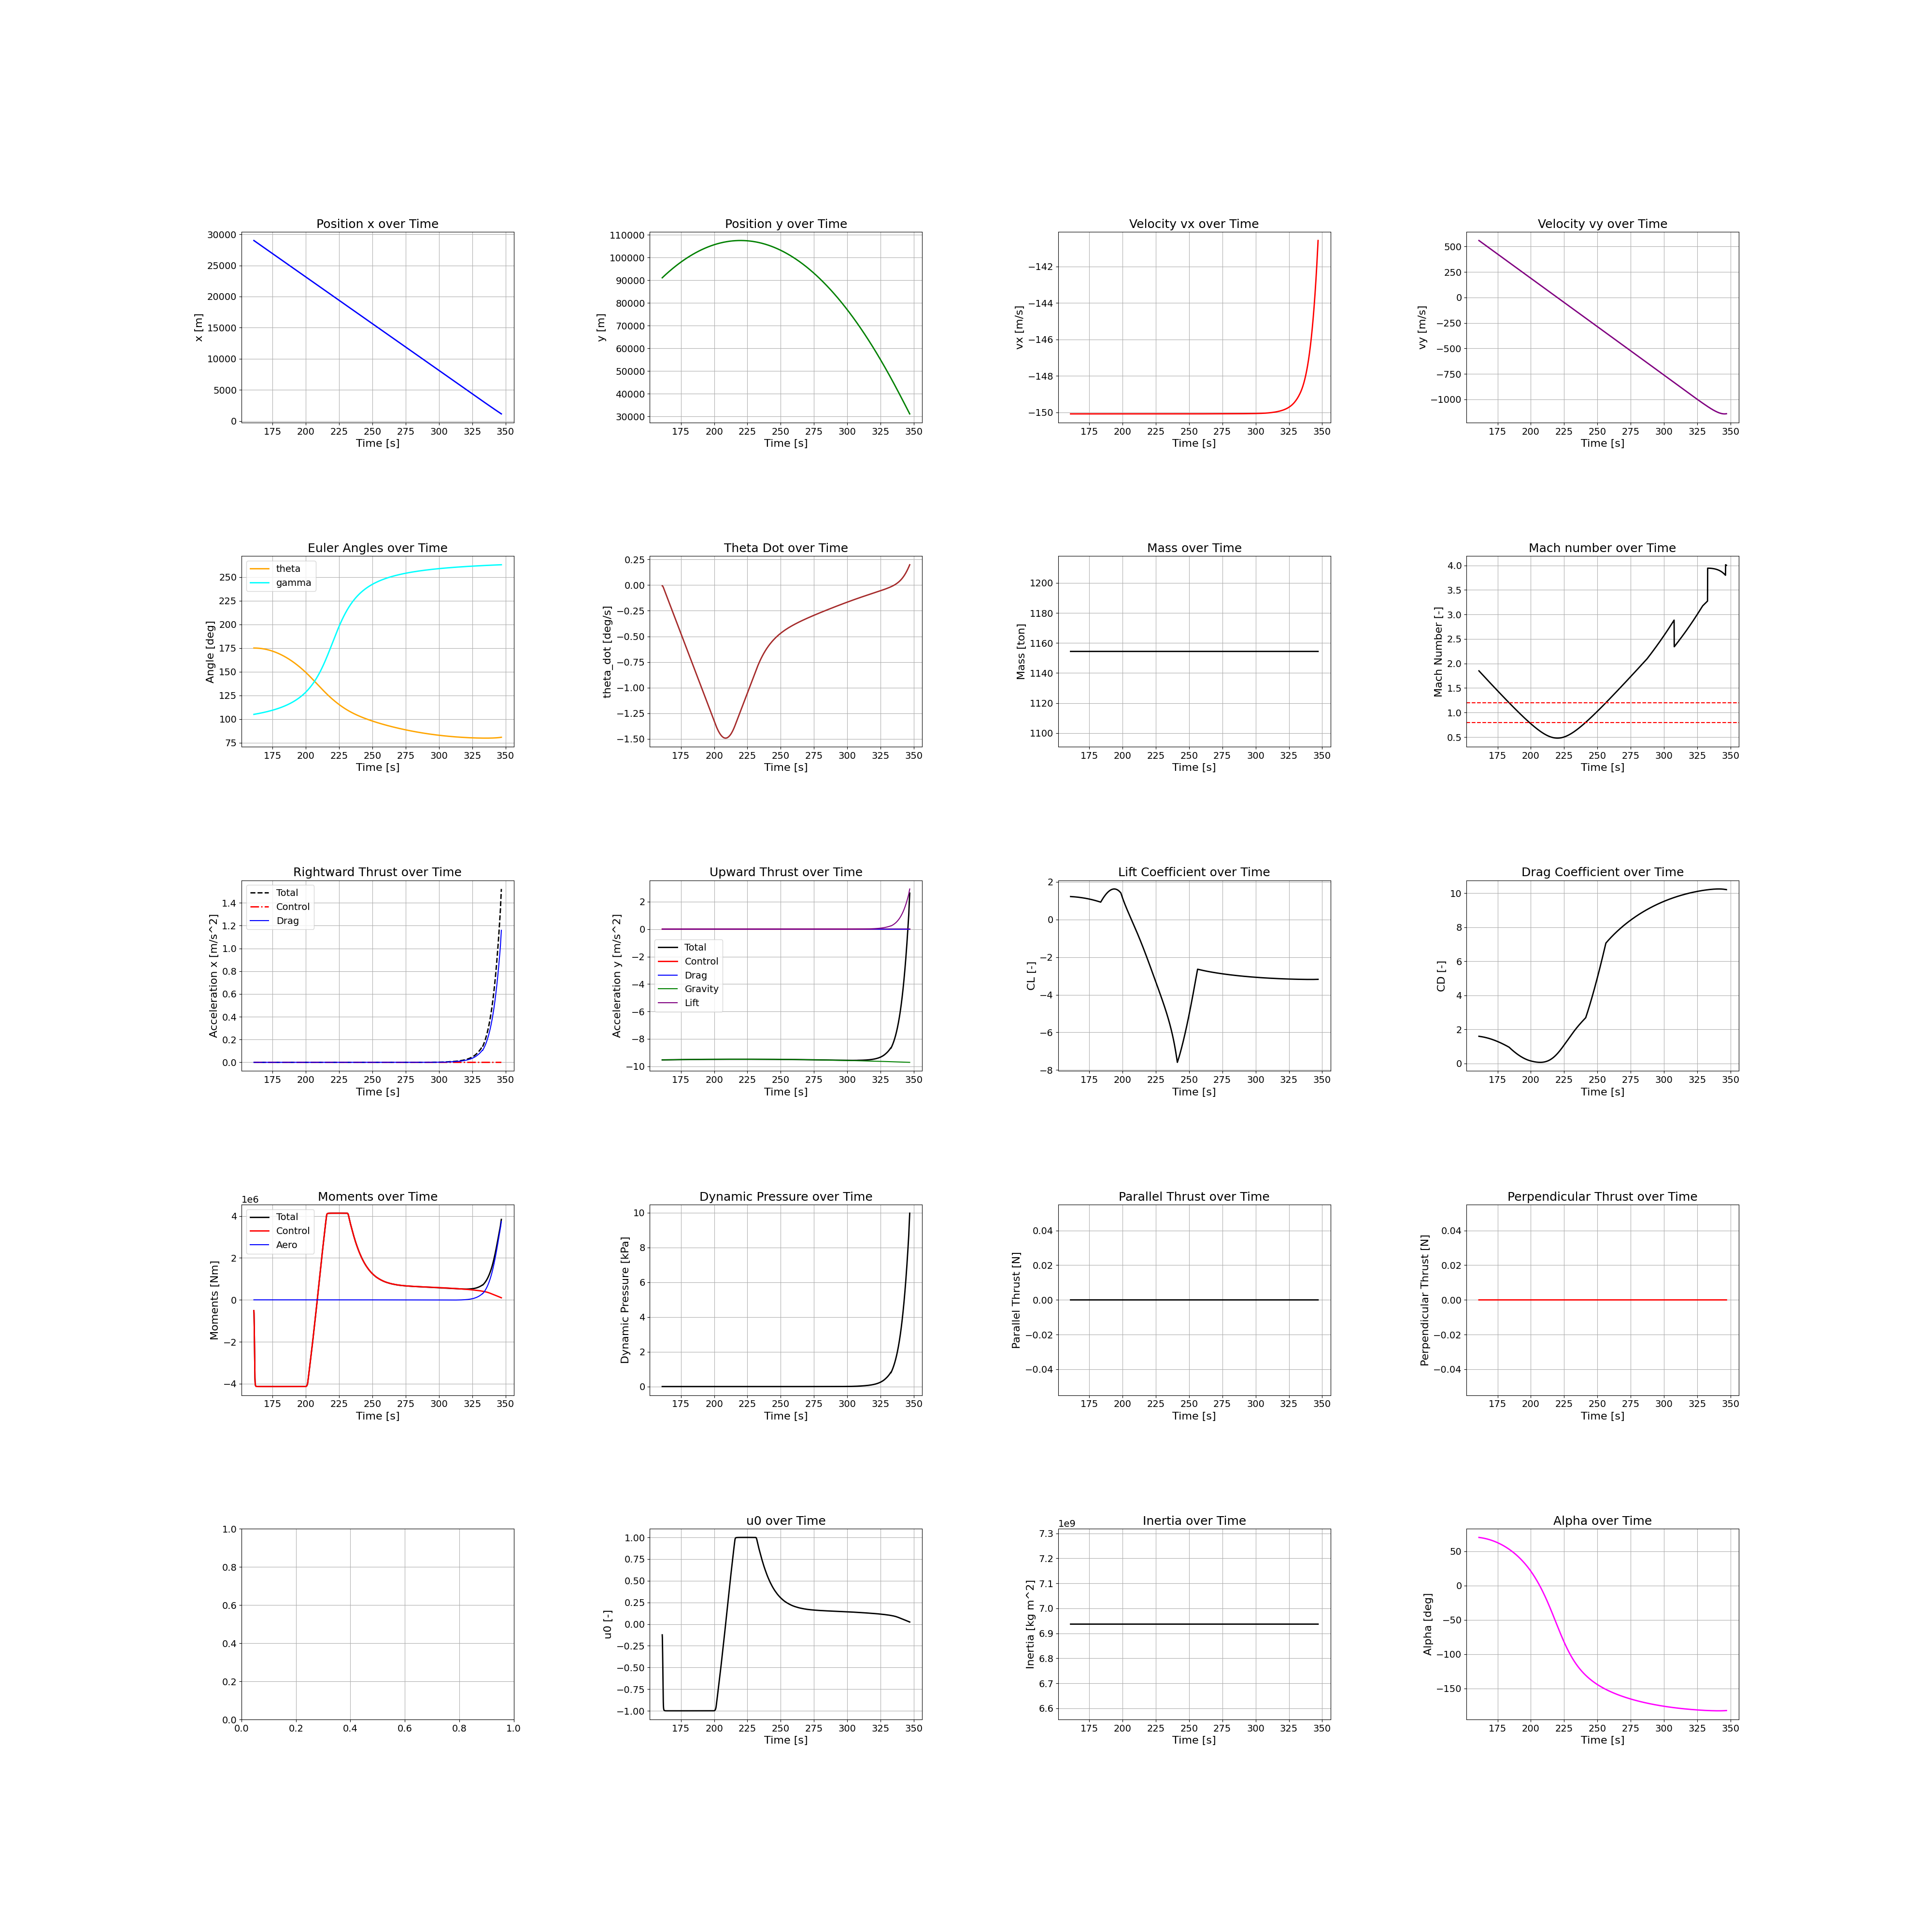 Position x over Time
30000
25000
20000
15000
10000
5000
0
x [m]
175 200 225 250 275 300 325 350
Time [s]
Position y over Time
110000
100000
90000
80000
70000
60000
50000
40000
30000
y [m]
175 200 225 250 275 300 325 350
Time [s]
Velocity vx over Time
−142
−144
−146
−148
−150
vx [m/s]
175 200 225 250 275 300 325 350
Time [s]
Velocity vy over Time
500
250
0
−250
−500
−750
−1000
vy [m/s]
175 200 225 250 275 300 325 350
Time [s]
Euler Angles over Time
theta
gamma
250
225
200
175
150
125
100
75
Angle [deg]
175 200 225 250 275 300 325 350
Time [s]
Theta Dot over Time
0.25
0.00
−0.25
−0.50
−0.75
−1.00
−1.25
−1.50
theta_dot [deg/s]
175 200 225 250 275 300 325 350
Time [s]
Mass over Time
1200
1180
1160
1140
1120
1100
Mass [ton]
175 200 225 250 275 300 325 350
Time [s]
Mach number over Time
4.0
3.5
3.0
2.5
2.0
1.5
1.0
0.5
Mach Number [-]
175 200 225 250 275 300 325 350
Time [s]
Rightward Thrust over Time
Total
Control
Drag
1.4
1.2
1.0
0.8
0.6
0.4
0.2
0.0
Acceleration x [m/s^2]
175 200 225 250 275 300 325 350
Time [s]
Upward Thrust over Time
Total
Control
Drag
Gravity
Lift
2
0
−2
−4
−6
−8
−10
Acceleration y [m/s^2]
175 200 225 250 275 300 325 350
Time [s]
Lift Coefficient over Time
2
0
−2
−4
−6
−8
CL [-]
175 200 225 250 275 300 325 350
Time [s]
Drag Coefficient over Time
10
8
6
4
2
0
CD [-]
175 200 225 250 275 300 325 350
Time [s]
Moments over Time
1e6
Total
Control
Aero
4
2
0
−2
−4
Moments [Nm]
175 200 225 250 275 300 325 350
Time [s]
Dynamic Pressure over Time
10
8
6
4
2
0
Dynamic Pressure [kPa]
175 200 225 250 275 300 325 350
Time [s]
Parallel Thrust over Time
0.04
0.02
0.00
−0.02
−0.04
Parallel Thrust [N]
175 200 225 250 275 300 325 350
Time [s]
Perpendicular Thrust over Time
0.04
0.02
0.00
−0.02
−0.04
Perpendicular Thrust [N]
175 200 225 250 275 300 325 350
Time [s]
1.0
0.8
0.6
0.4
0.2
0.0
0.0 0.2 0.4 0.6 0.8 1.0
u0 over Time
1.00
0.75
0.50
0.25
0.00
−0.25
−0.50
−0.75
−1.00
u0 [-]
175 200 225 250 275 300 325 350
Time [s]
Inertia over Time
1e9
7.3
7.2
7.1
7.0
6.9
6.8
6.7
6.6
Inertia [kg m^2]
175 200 225 250 275 300 325 350
Time [s]
Alpha over Time
50
0
−50
−100
−150
Alpha [deg]
175 200 225 250 275 300 325 350
Time [s]